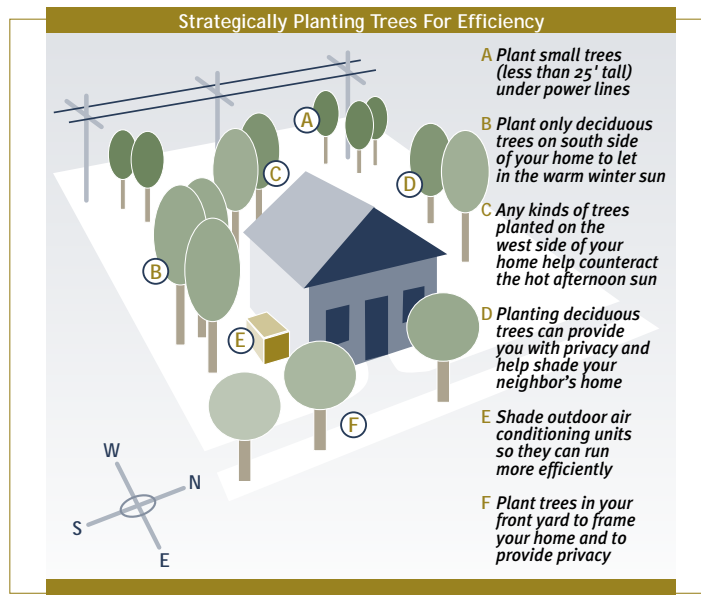 Strategically Planting Trees For Efficiency
A Plant small trees
(less than 25' tall)
under power lines
B Plant only deciduous
trees on south side
of your home to let
in the warm winter sun
C Any kinds of trees
planted on the
west side of your
home help counteract
the hot afternoon sun
D Planting deciduous
trees can provide
you with privacy and
help shade your
neighbor's home
E Shade outdoor air
conditioning units
so they can run
more efficiently
F Plant trees in your
front yard to frame
your home and to
provide privacy
A
C
D
B
E
F
W
N
S
E